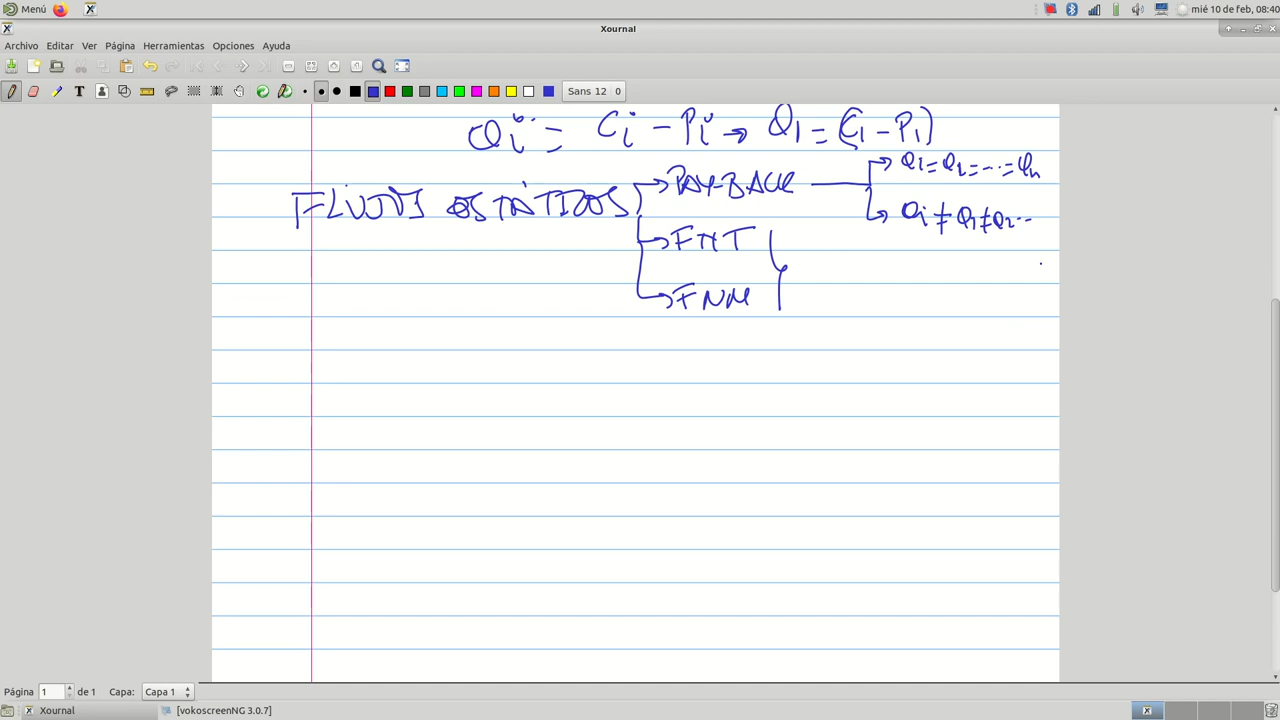 Menú mié 10 de feb, 08:40
Xournal
Archivo Editar Ver Página Herramientas Opciones Ayuda
Sans 12 0
Qi = Ci - Pi → Q1 = (C1 - P1)
FLUJOS ESTÁTICOS
→ PAY-BACK
→ Q1 = Q2 = ... = Qn
→ Qi ≠ Q1 ≠ Q2 ...
→ FNT
→ FNM
Página 1 de 1 Capa: Capa 1
Xournal [vokoscreenNG 3.0.7]